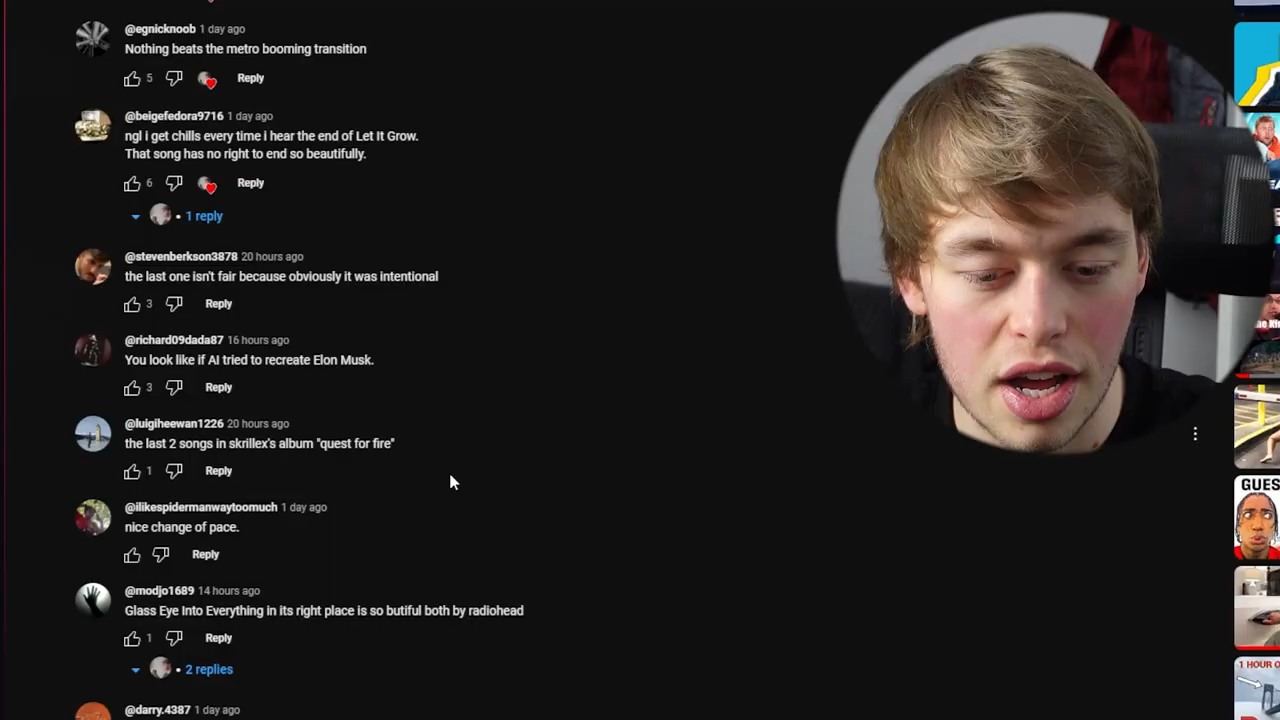 @egnicknoob 1 day ago
Nothing beats the metro booming transition
5 Reply
@beigefedora9716 1 day ago
ngl i get chills every time i hear the end of Let It Grow.
That song has no right to end so beautifully.
6 Reply
1 reply
@stevenberkson3878 20 hours ago
the last one isn't fair because obviously it was intentional
3 Reply
@richard09dada87 16 hours ago
You look like if AI tried to recreate Elon Musk.
3 Reply
@luigiheewan1226 20 hours ago
the last 2 songs in skrillex's album "quest for fire"
1 Reply
@ilikespidermanwaytoomuch 1 day ago
nice change of pace.
Reply
@modjo1689 14 hours ago
Glass Eye Into Everything in its right place is so butiful both by radiohead
1 Reply
2 replies
@darry.4387 1 day ago
GUES
1 HOUR O